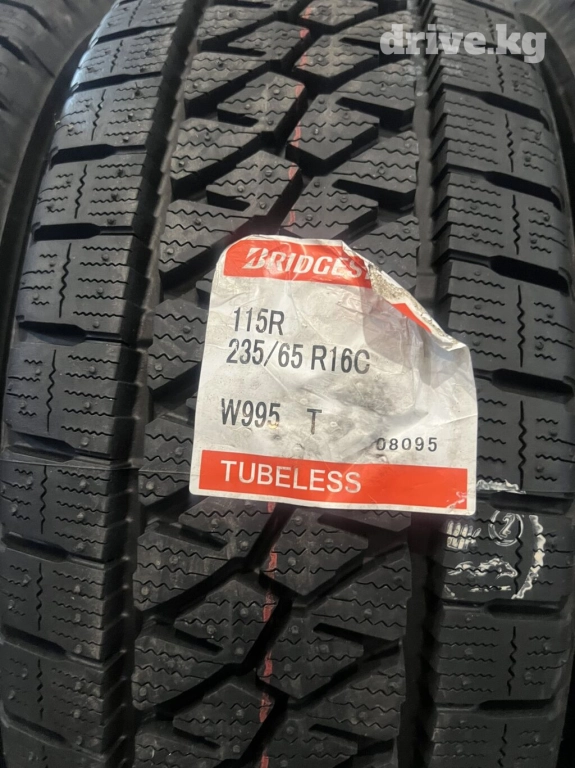 drive.kg
BRIDGES
115R
235/65 R16C
W995 T
08095
TUBELESS